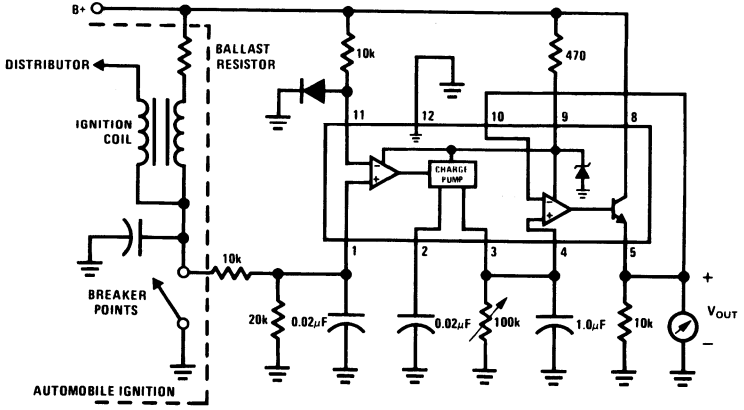 B+
DISTRIBUTOR
BALLAST
RESISTOR
10k
470
IGNITION
COIL
11
12
10
9
8
CHARGE
PUMP
1
2
3
4
5
10k
BREAKER
POINTS
20k
0.02μF
0.02μF
100k
1.0μF
10k
+
VOUT
−
AUTOMOBILE IGNITION
−
+
−
+